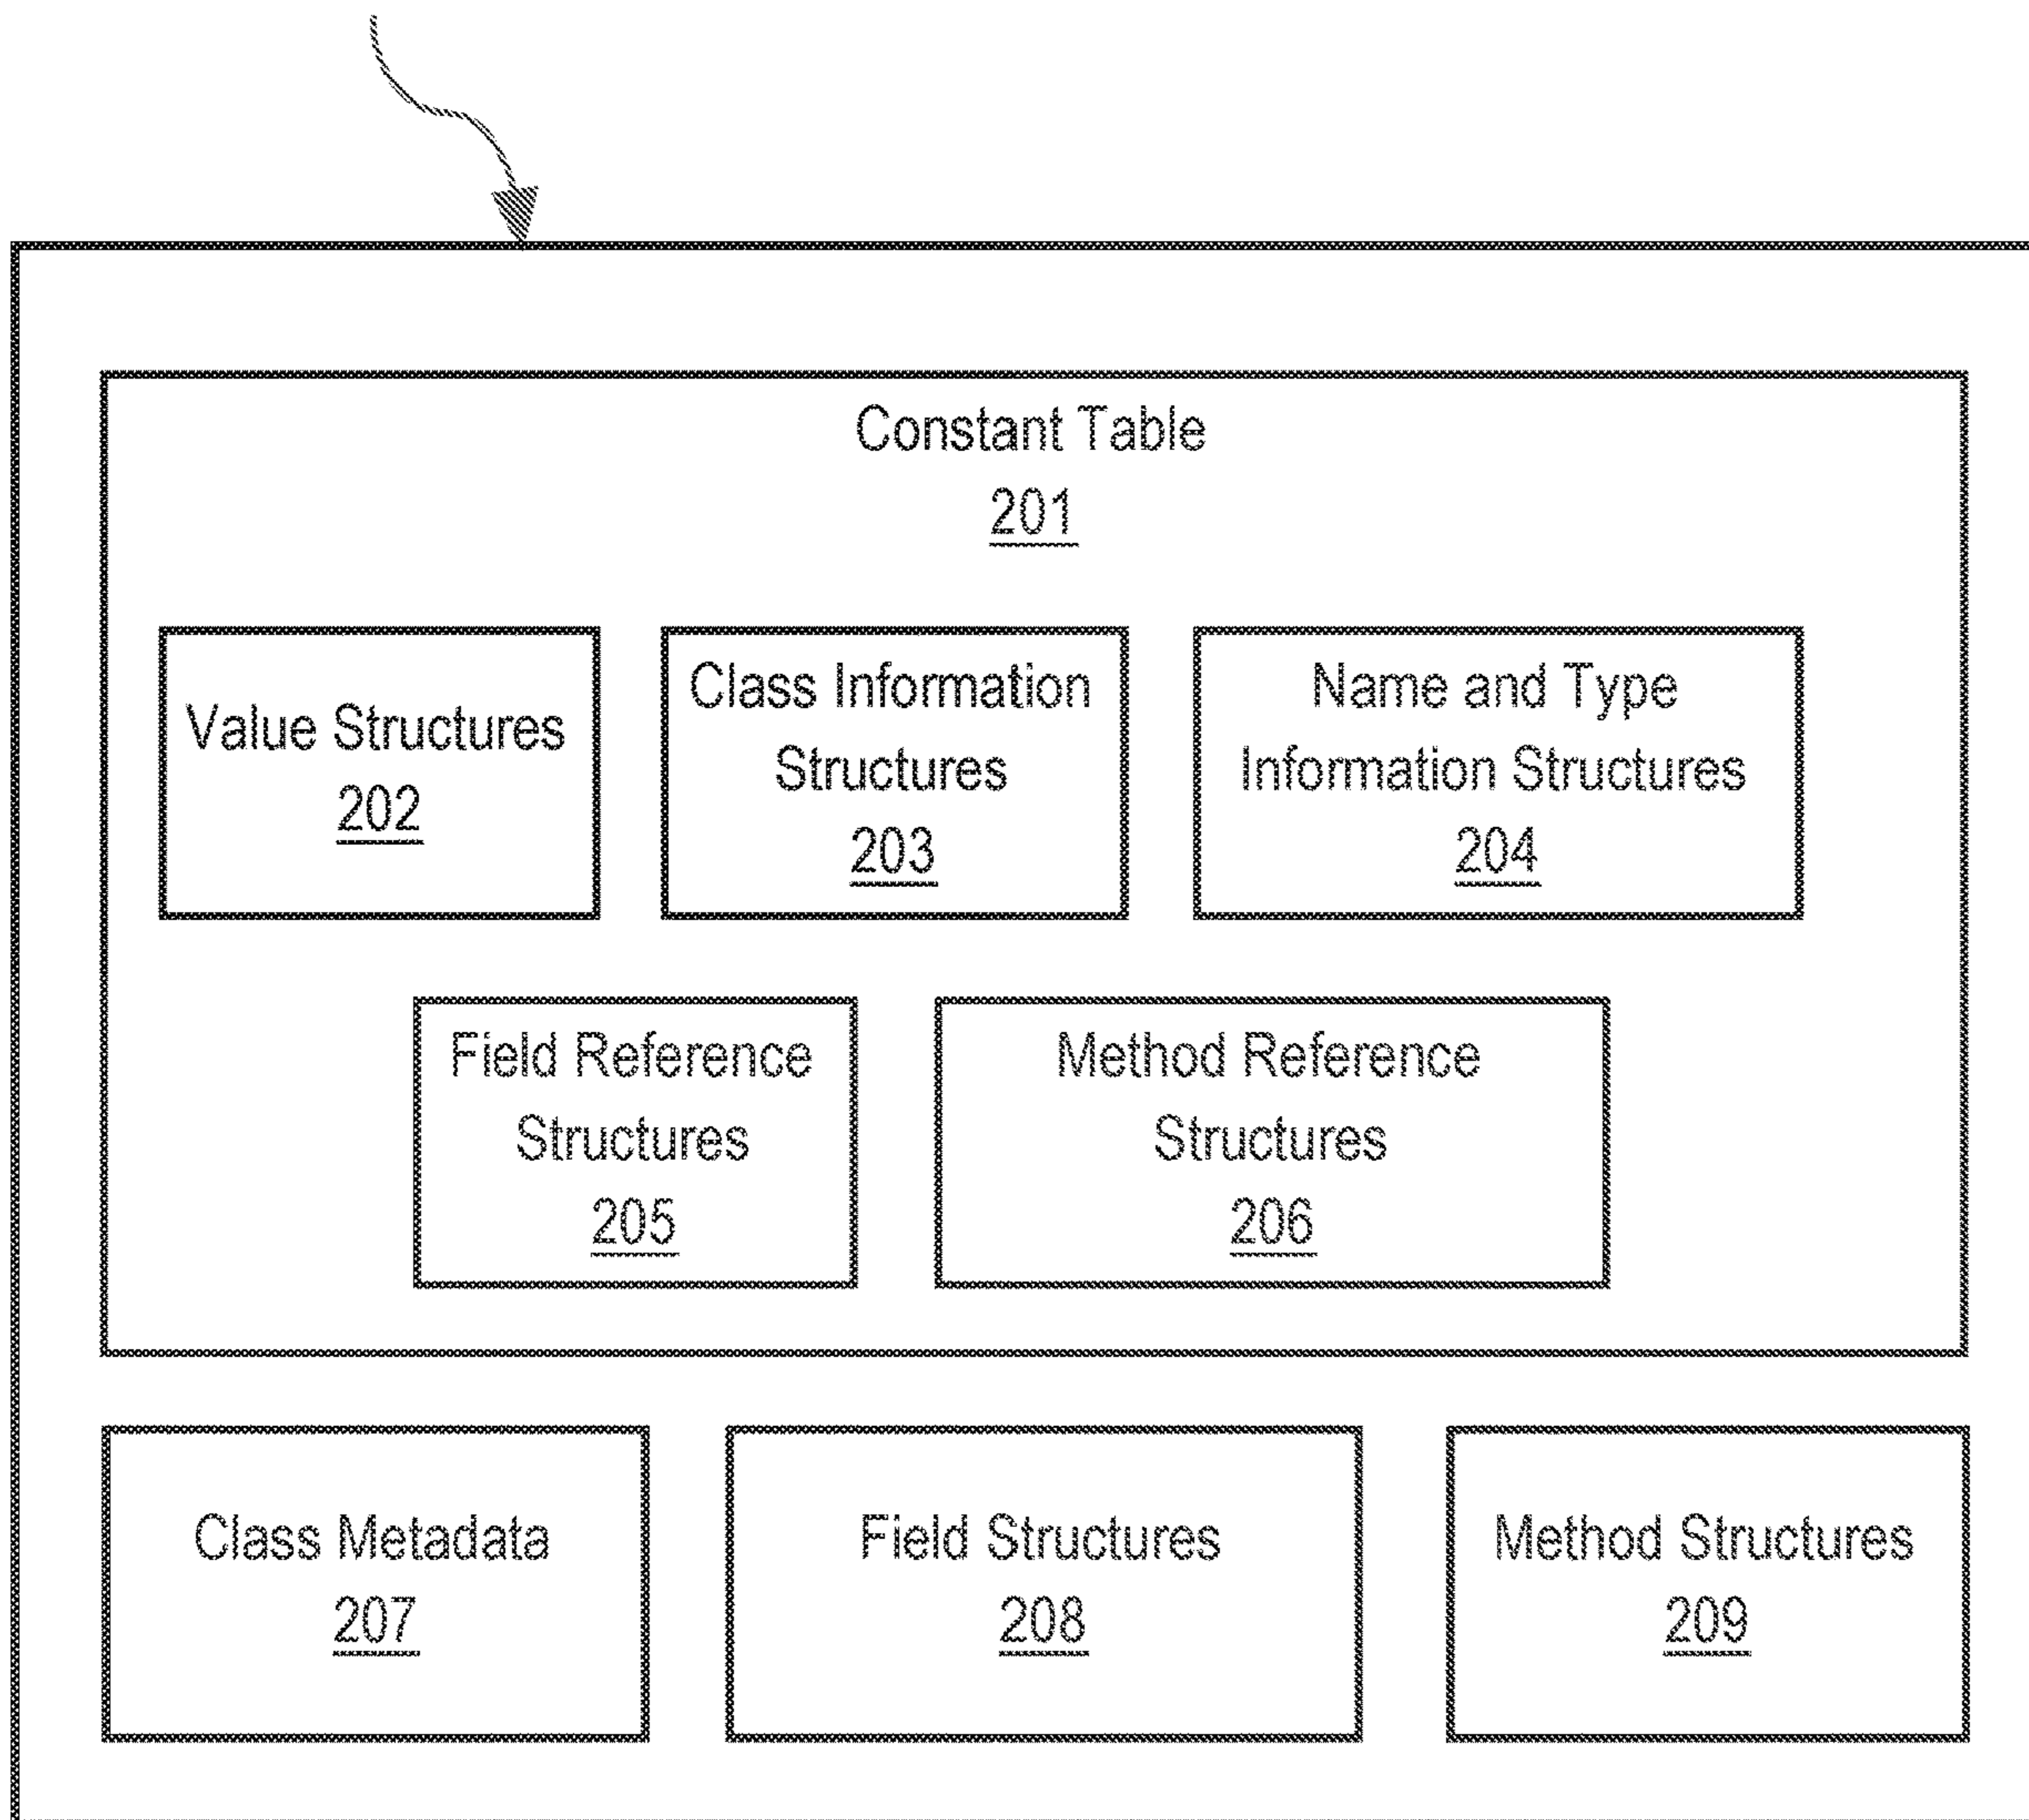 Constant Table
201
Value Structures
202
Class Information
Structures
203
Name and Type
Information Structures
204
Field Reference
Structures
205
Method Reference
Structures
206
Class Metadata
207
Field Structures
208
Method Structures
209